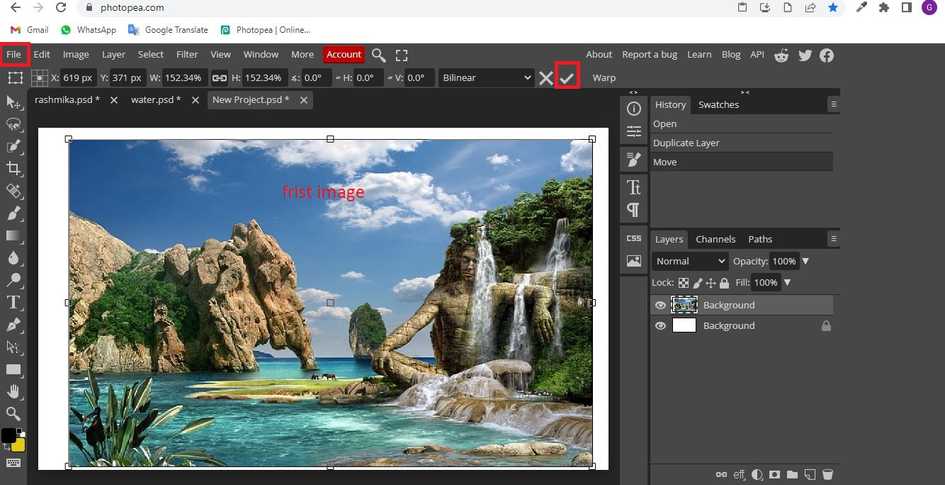 photopea.com
G
Gmail WhatsApp Google Translate Photopea | Online...
File Edit Image Layer Select Filter View Window More Account About Report a bug Learn Blog API
X: 619 px Y: 371 px W: 152.34% H: 152.34% ∡: 0.0° H: 0.0° V: 0.0° Bilinear Warp
rashmika.psd * water.psd * New Project.psd *
History Swatches
Open
Duplicate Layer
Move
frist image
CSS
Layers Channels Paths
Normal Opacity: 100%
Lock: Fill: 100%
Background
Background
eff